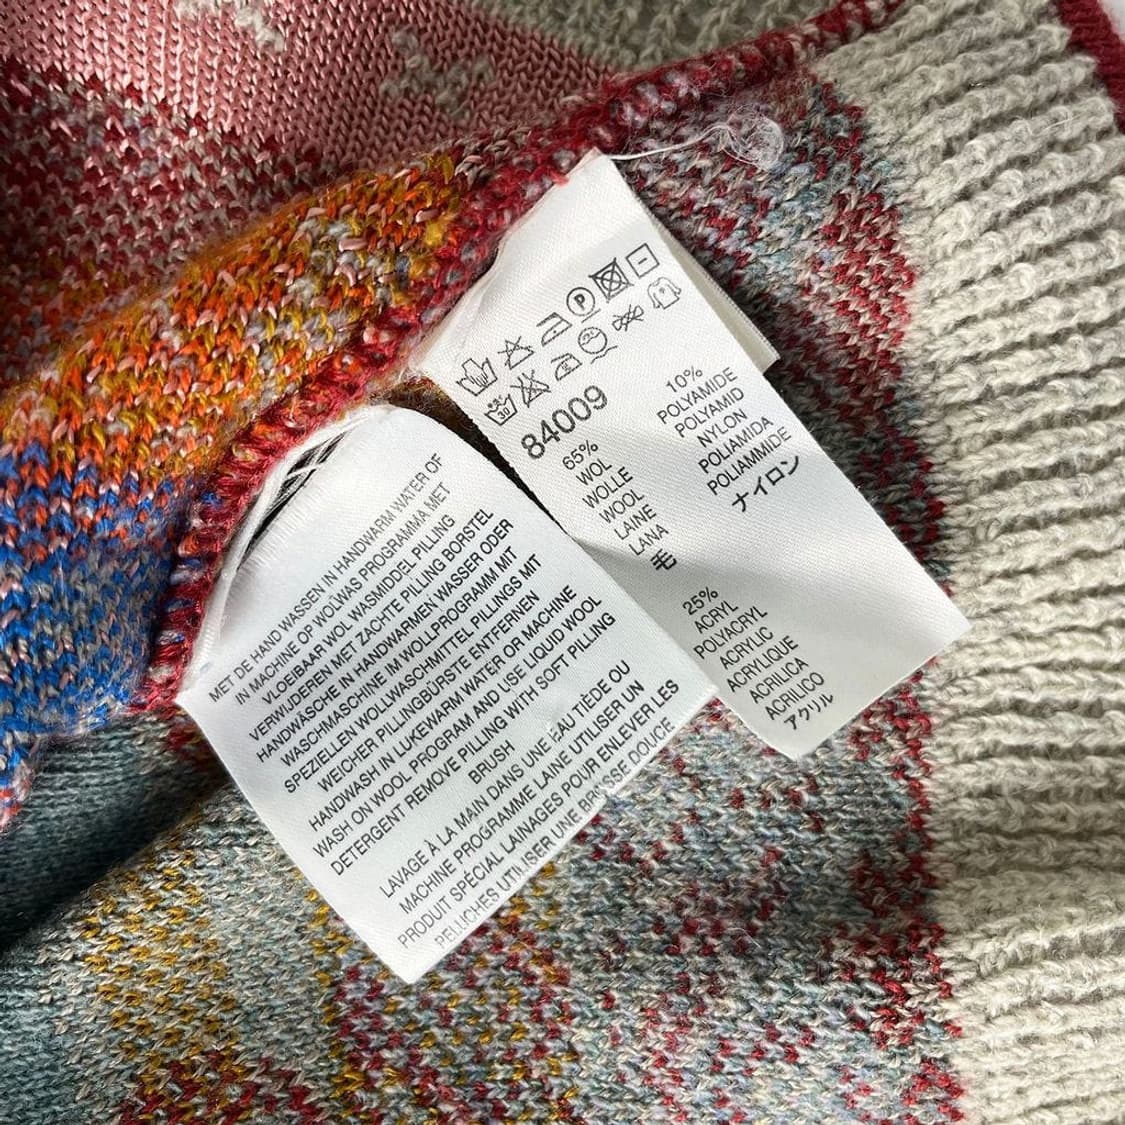 MET DE HAND WASSEN IN HANDWARM WATER OF
IN MACHINE OP WOLWAS PROGRAMMA.MET
VLOEIBAAR WOL WASMIDDEL PILLING
VERWIJDEREN MET ZACHTE PILLING BORSTEL
HANDWÄSCHE IN HANDWARMEN WASSER ODER
WASCHMASCHINE IM WOLLPROGRAMM MIT
SPEZIELEN WOLLWASCHMITTEL PILLINGS MIT
WEICHER PILLINGBÜRSTE ENTFERNEN
HANDWASH IN LUKEWARM WATER OR MACHINE
WASH ON WOOL PROGRAM AND USE LIQUID WOOL
DETERGENT REMOVE PILLING WITH SOFT PILLING
BRUSH
LAVAGE À LA MAIN DANS UNE EAU TIÈDE OU
MACHINE PROGRAMME LAINE UTILISER UN
PRODUIT SPÉCIAL LAINAGES POUR ENLEVER LES
PELUCHES UTILISER UNE BROSSE DOUCE
P
30
84009
65%
WOL
WOLLE
WOOL
LAINE
LANA
毛
10%
POLYAMIDE
POLYAMID
NYLON
POLIAMIDA
POLIAMMIDE
ナイロン
25%
ACRYL
POLYACRYL
ACRYLIC
ACRYLIQUE
ACRILICA
ACRILICO
アクリル